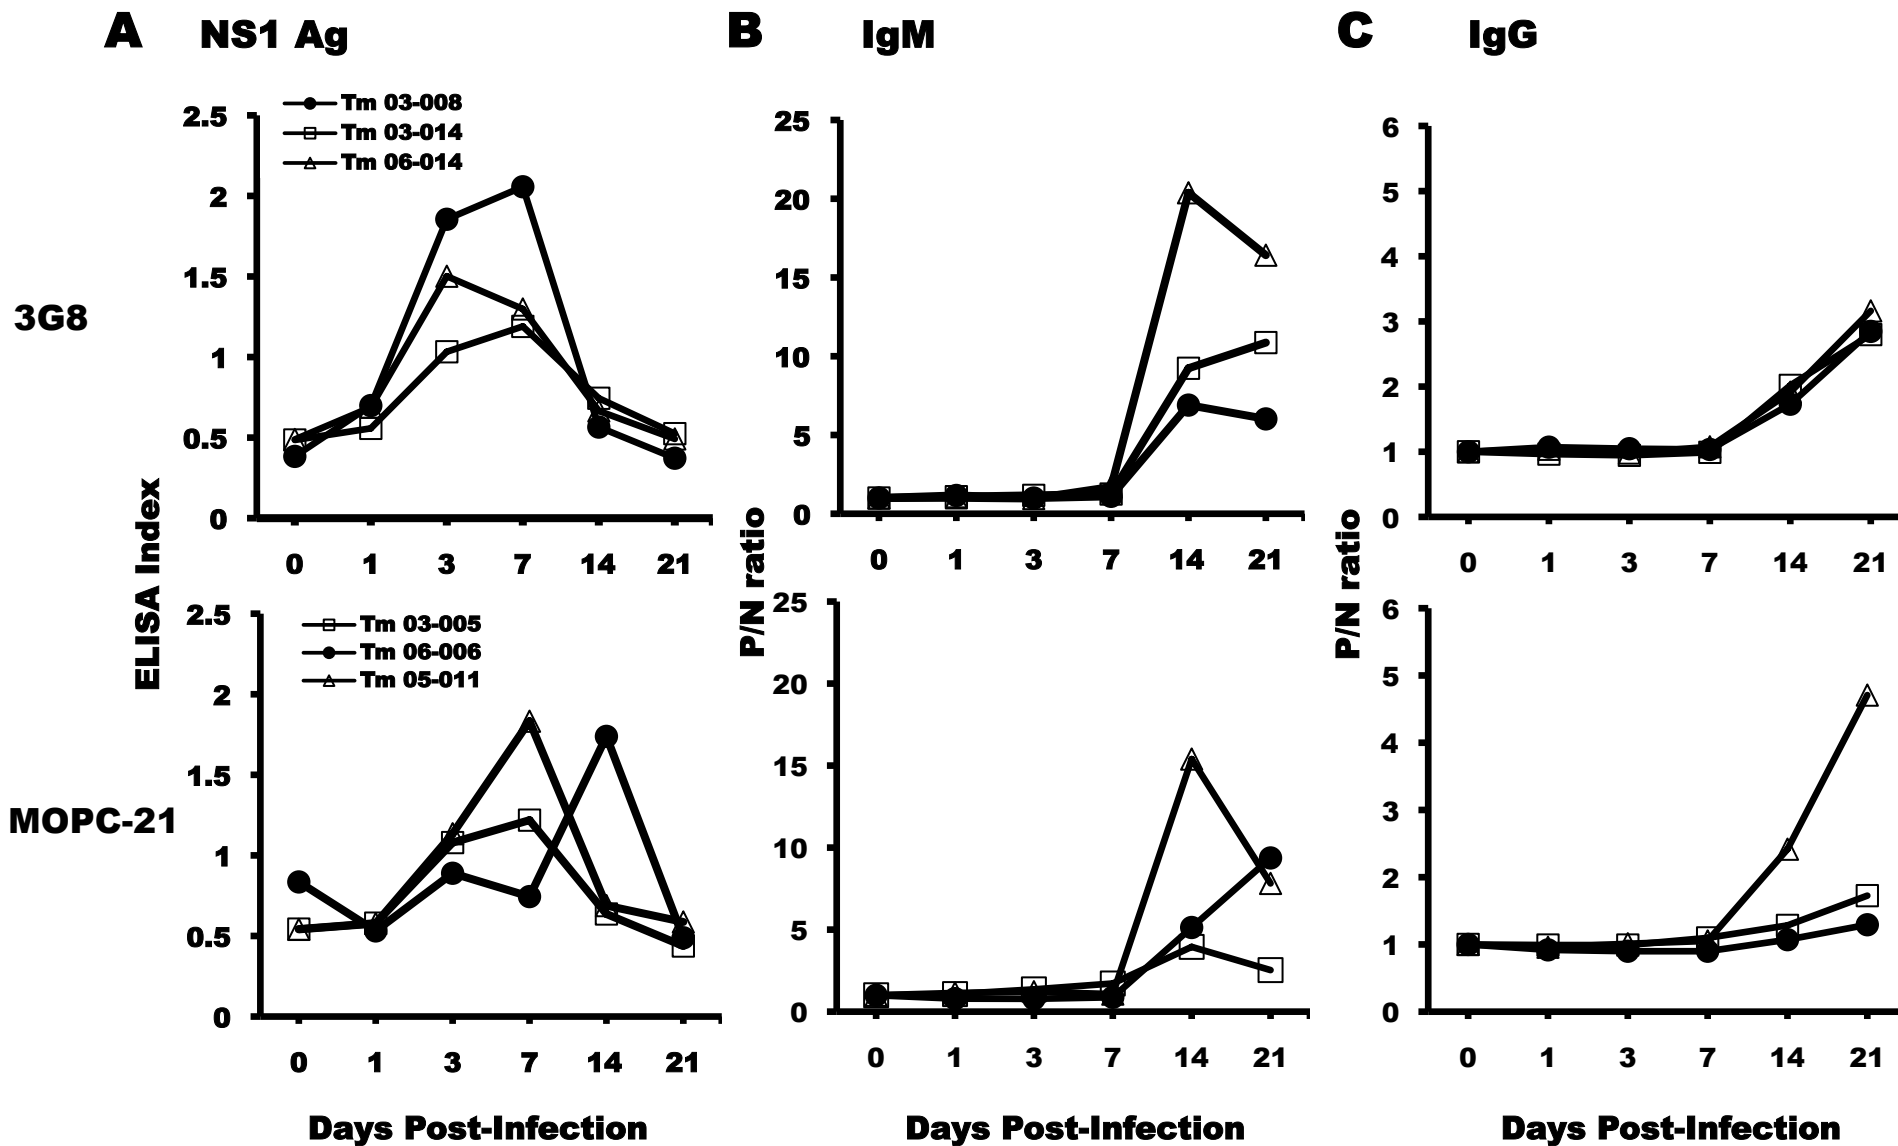 A NS1 Ag
B IgM
C IgG
3G8
MOPC-21
ELISA Index
Tm 03-008
Tm 03-014
Tm 06-014
2.5
2
1.5
1
0.5
0
0 1 3 7 14 21
P/N ratio
25
20
15
10
5
0
0 1 3 7 14 21
P/N ratio
6
5
4
3
2
1
0
0 1 3 7 14 21
Tm 03-005
Tm 06-006
Tm 05-011
2.5
2
1.5
1
0.5
0
0 1 3 7 14 21
Days Post-Infection
25
20
15
10
5
0
0 1 3 7 14 21
Days Post-Infection
6
5
4
3
2
1
0
0 1 3 7 14 21
Days Post-Infection